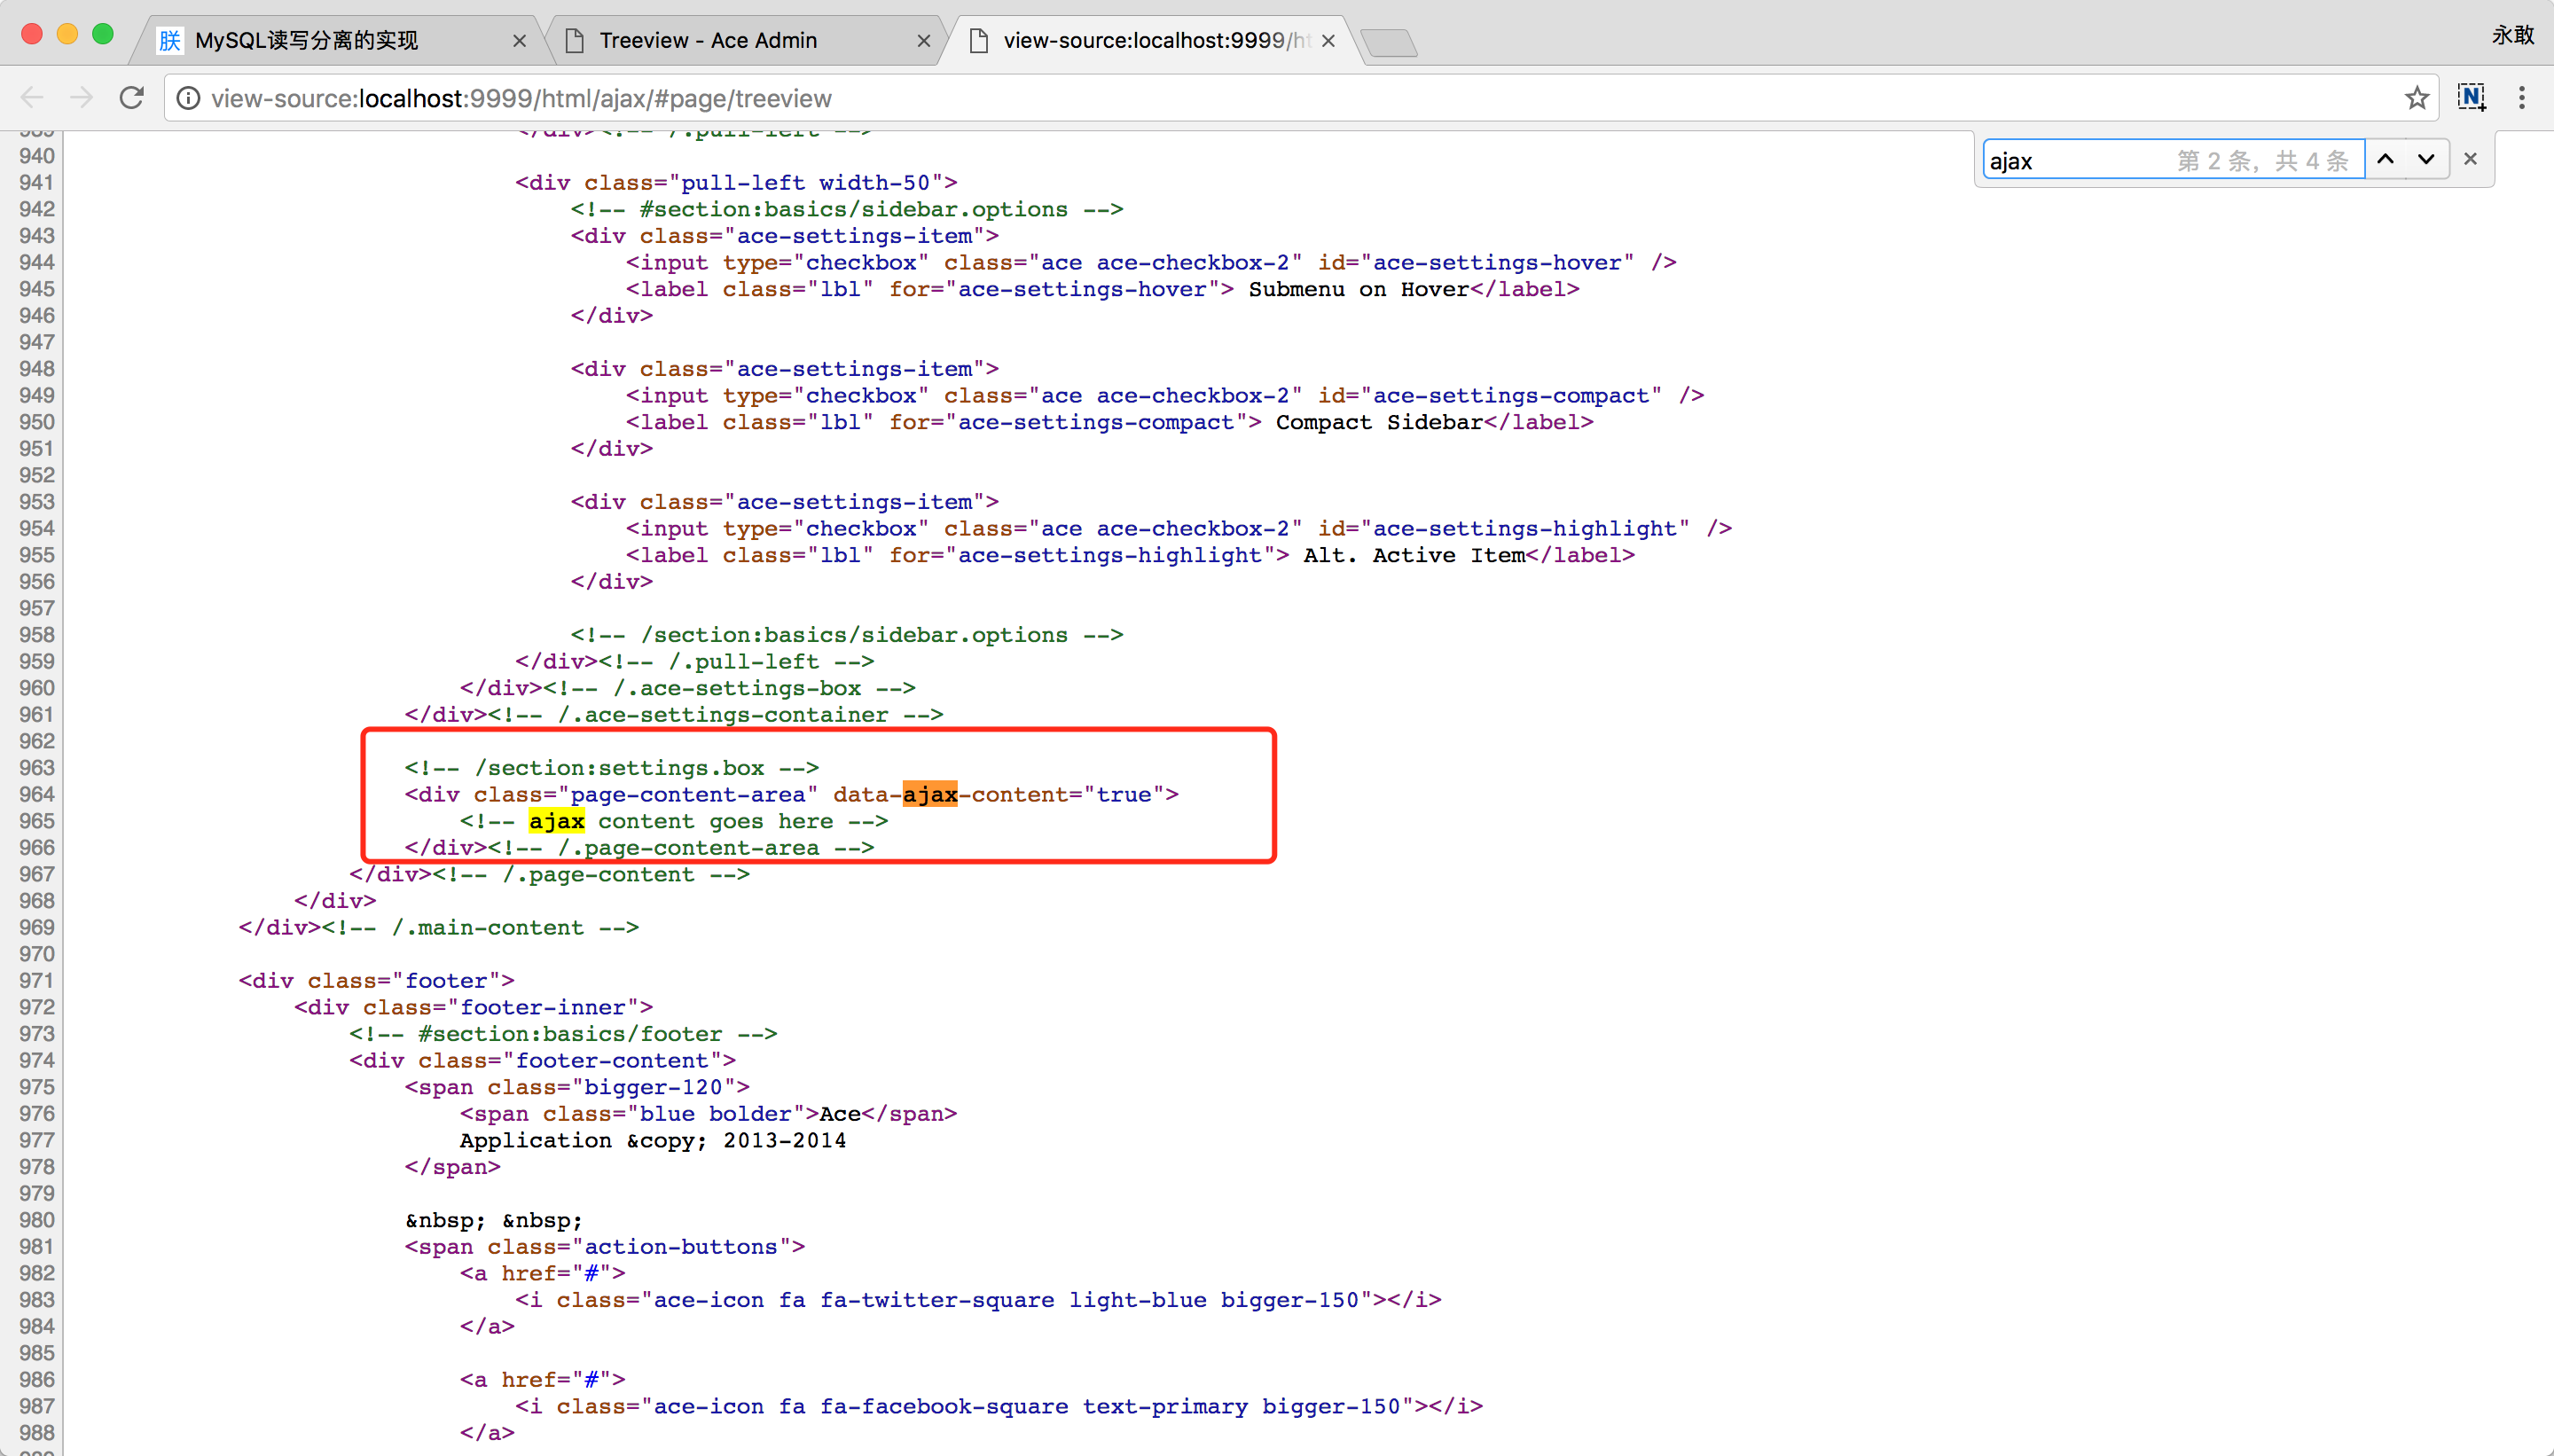 朕 MySQL读写分离的实现
Treeview - Ace Admin
view-source:localhost:9999/ht
永敢
view-source:localhost:9999/html/ajax/#page/treeview
ajax 第 2 条，共 4 条
939 </div><!-- /.pull-left -->
940
941 <div class="pull-left width-50">
942 <!-- #section:basics/sidebar.options -->
943 <div class="ace-settings-item">
944 <input type="checkbox" class="ace ace-checkbox-2" id="ace-settings-hover" />
945 <label class="lbl" for="ace-settings-hover"> Submenu on Hover</label>
946 </div>
947
948 <div class="ace-settings-item">
949 <input type="checkbox" class="ace ace-checkbox-2" id="ace-settings-compact" />
950 <label class="lbl" for="ace-settings-compact"> Compact Sidebar</label>
951 </div>
952
953 <div class="ace-settings-item">
954 <input type="checkbox" class="ace ace-checkbox-2" id="ace-settings-highlight" />
955 <label class="lbl" for="ace-settings-highlight"> Alt. Active Item</label>
956 </div>
957
958 <!-- /section:basics/sidebar.options -->
959 </div><!-- /.pull-left -->
960 </div><!-- /.ace-settings-box -->
961 </div><!-- /.ace-settings-container -->
962
963 <!-- /section:settings.box -->
964 <div class="page-content-area" data-ajax-content="true">
965 <!-- ajax content goes here -->
966 </div><!-- /.page-content-area -->
967 </div><!-- /.page-content -->
968 </div>
969 </div><!-- /.main-content -->
970
971 <div class="footer">
972 <div class="footer-inner">
973 <!-- #section:basics/footer -->
974 <div class="footer-content">
975 <span class="bigger-120">
976 <span class="blue bolder">Ace</span>
977 Application &copy; 2013-2014
978 </span>
979
980 &nbsp; &nbsp;
981 <span class="action-buttons">
982 <a href="#">
983 <i class="ace-icon fa fa-twitter-square light-blue bigger-150"></i>
984 </a>
985
986 <a href="#">
987 <i class="ace-icon fa fa-facebook-square text-primary bigger-150"></i>
988 </a>